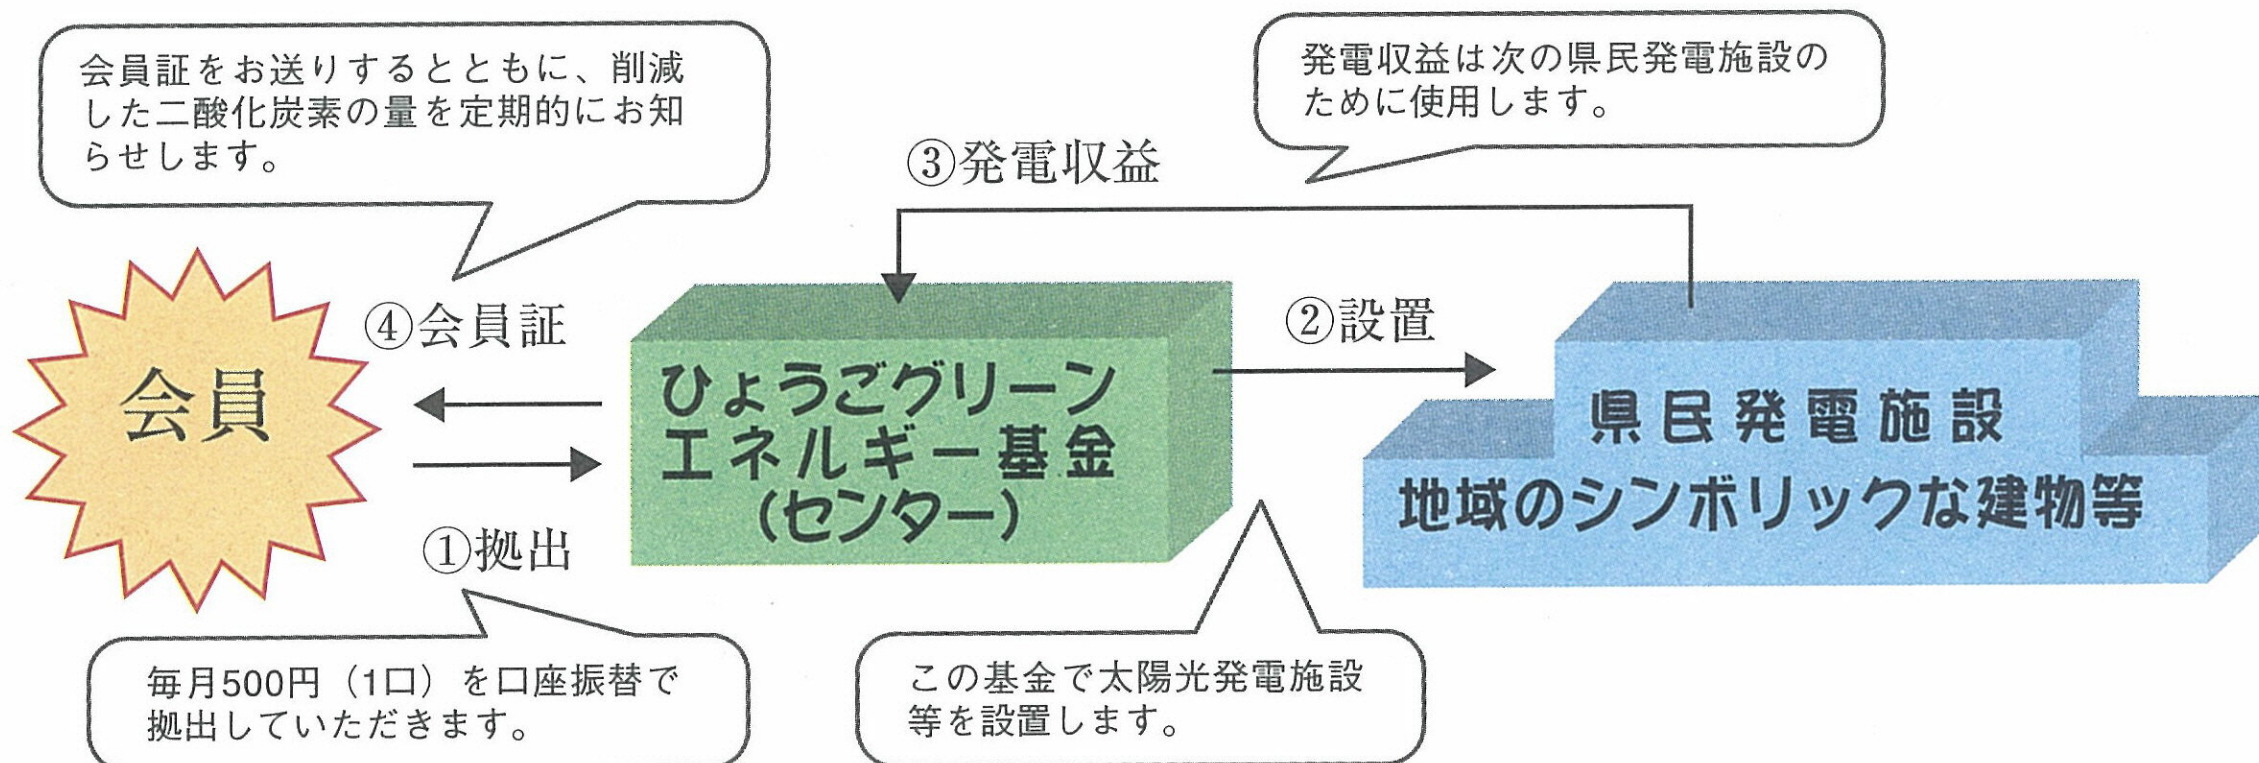 会員証をお送りするとともに、削減
した二酸化炭素の量を定期的にお知
らせします。
発電収益は次の県民発電施設の
ために使用します。
③発電収益
④会員証
②設置
会員
ひょうごグリーン
エネルギー基金
(センター)
県民発電施設
地域のシンボリックな建物等
①拠出
毎月500円(1口)を口座振替で
拠出していただきます。
この基金で太陽光発電施設
等を設置します。